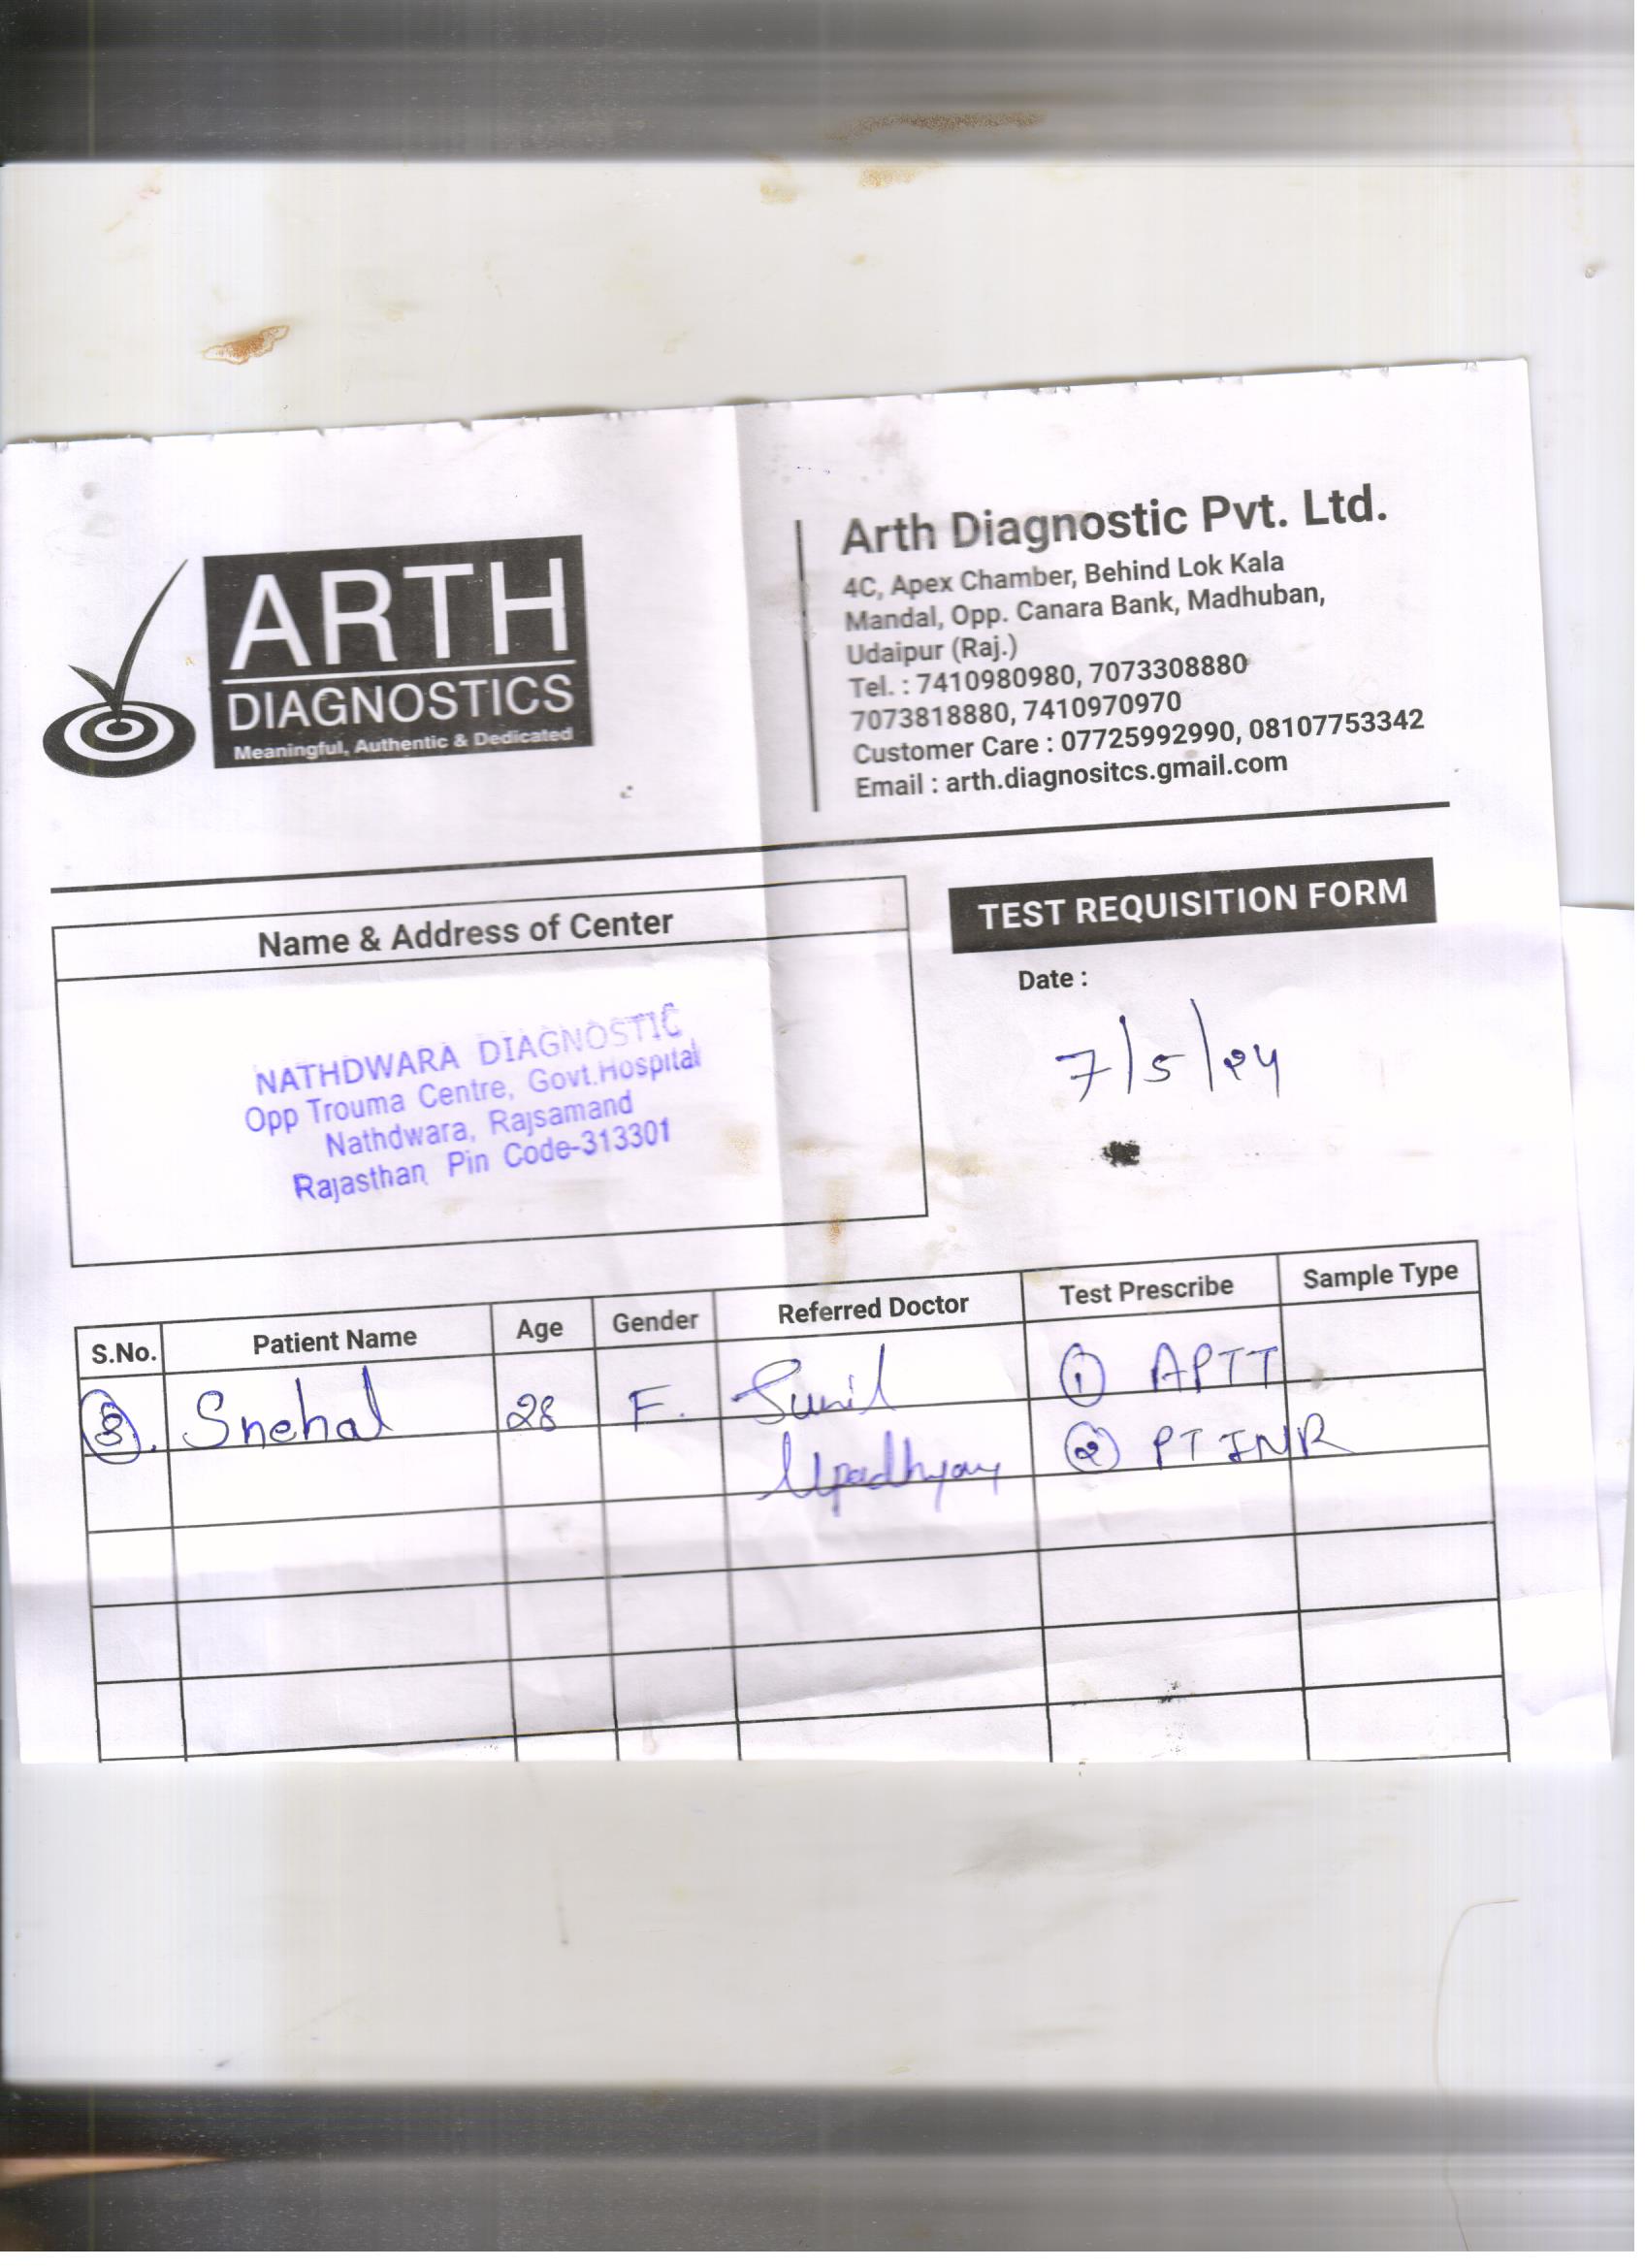 ARTH
DIAGNOSTICS
Meaningful, Authentic & Dedicated
Arth Diagnostic Pvt. Ltd.
4C, Apex Chamber, Behind Lok Kala
Mandal, Opp. Canara Bank, Madhuban,
Udaipur (Raj.)
Tel. : 7410980980, 7073308880
7073818880, 7410970970
Customer Care : 07725992990, 08107753342
Email : arth.diagnositcs.gmail.com
Name & Address of Center
NATHDWARA DIAGNOSTIC
Opp Trouma Centre, Govt.Hospital
Nathdwara, Rajsamand
Rajasthan Pin Code-313301
TEST REQUISITION FORM
Date :
7/5/24
S.No. Patient Name Age Gender Referred Doctor Test Prescribe Sample Type
3. Snehal 28 F. Sunil ① APTT
Upadhyay ② PT INR